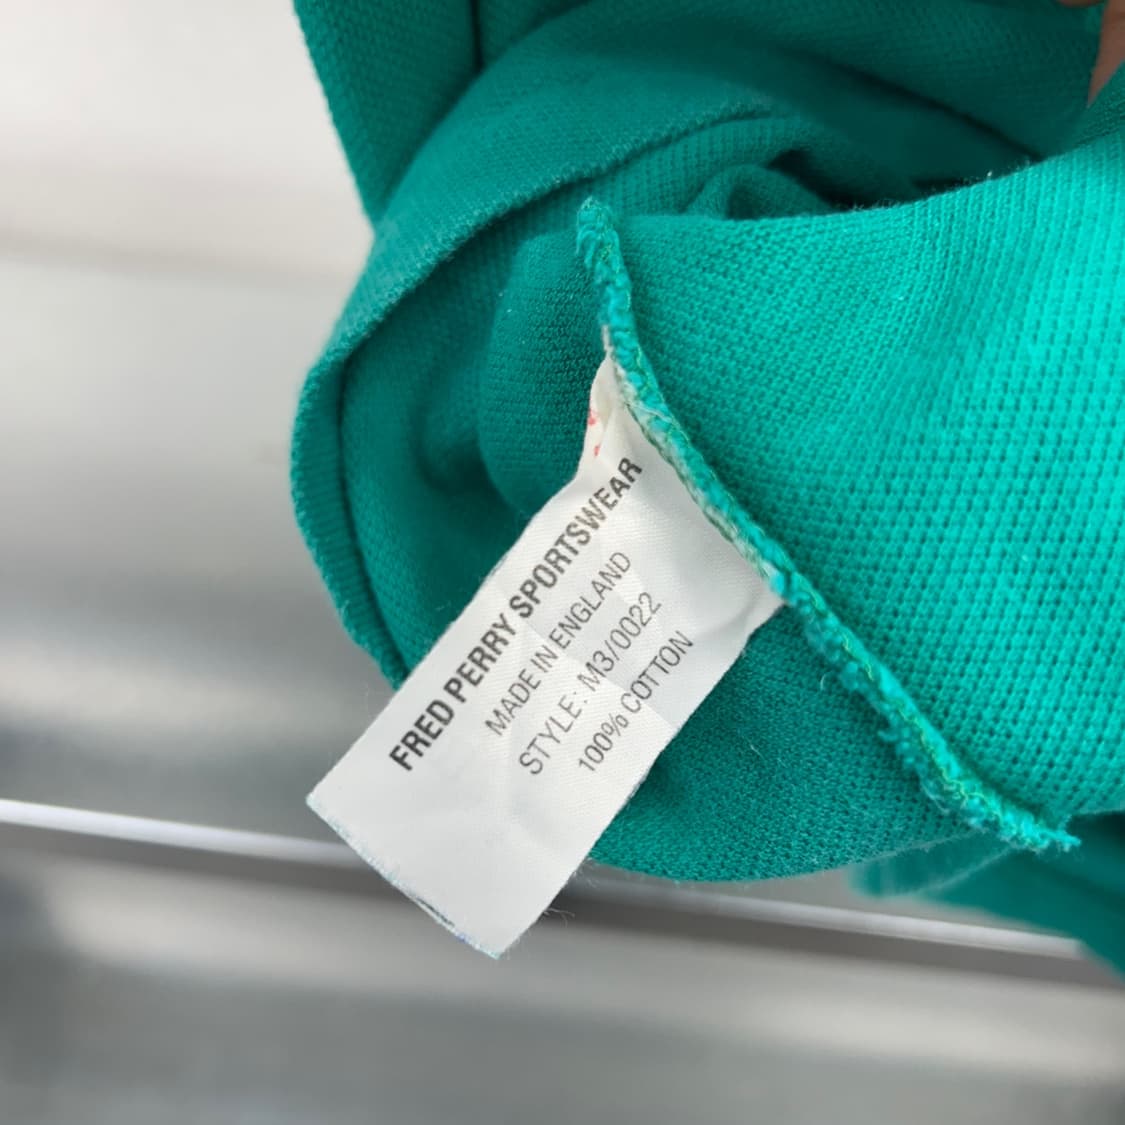 FRED PERRY SPORTSWEAR
MADE IN ENGLAND
STYLE: M3/0022
100% COTTON